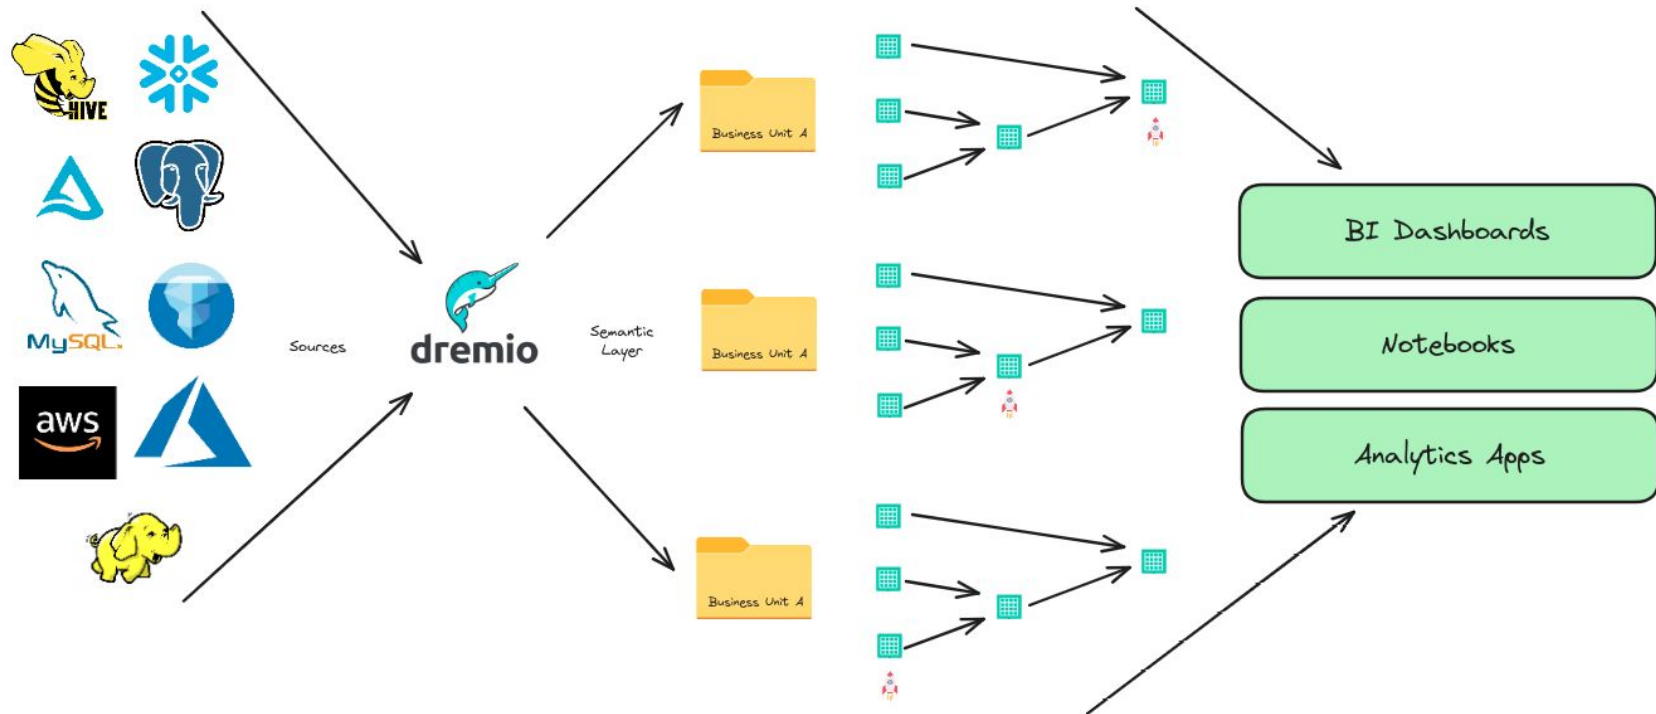 HIVE
MySQL
aws
Sources
dremio
Semantic
Layer
Business Unit A
Business Unit A
Business Unit A
BI Dashboards
Notebooks
Analytics Apps